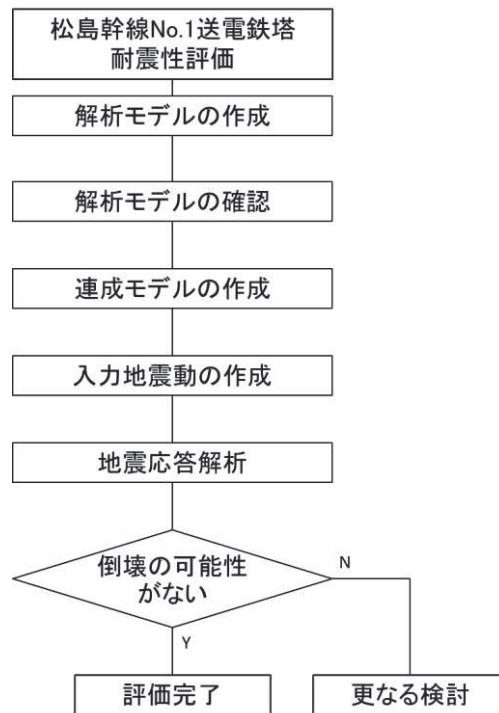 松島幹線No.1送電鉄塔
耐震性評価
解析モデルの作成
解析モデルの確認
連成モデルの作成
入力地震動の作成
地震応答解析
倒壊の可能性
がない
N
Y
評価完了
更なる検討